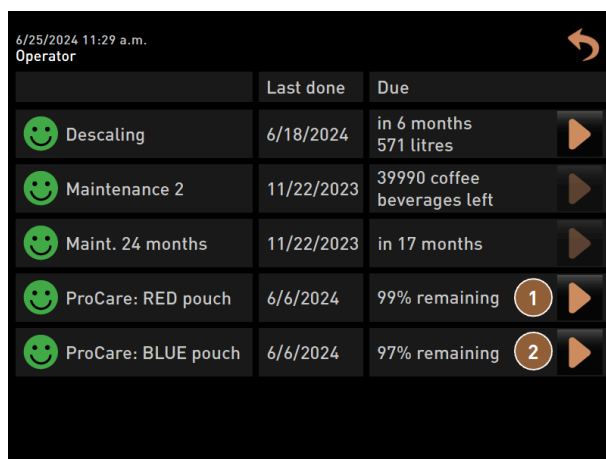 6/25/2024 11:29 a.m.
Operator
Last done Due
Descaling 6/18/2024 in 6 months
571 litres
Maintenance 2 11/22/2023 39990 coffee
beverages left
Maint. 24 months 11/22/2023 in 17 months
ProCare: RED pouch 6/6/2024 99% remaining 1
ProCare: BLUE pouch 6/6/2024 97% remaining 2